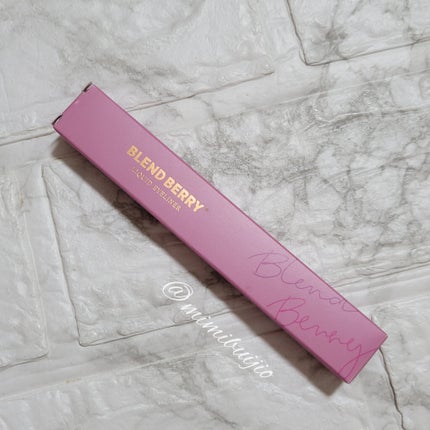 BLEND BERRY
LIQUID EYELINER
Blend
Berry
@mimibuijio